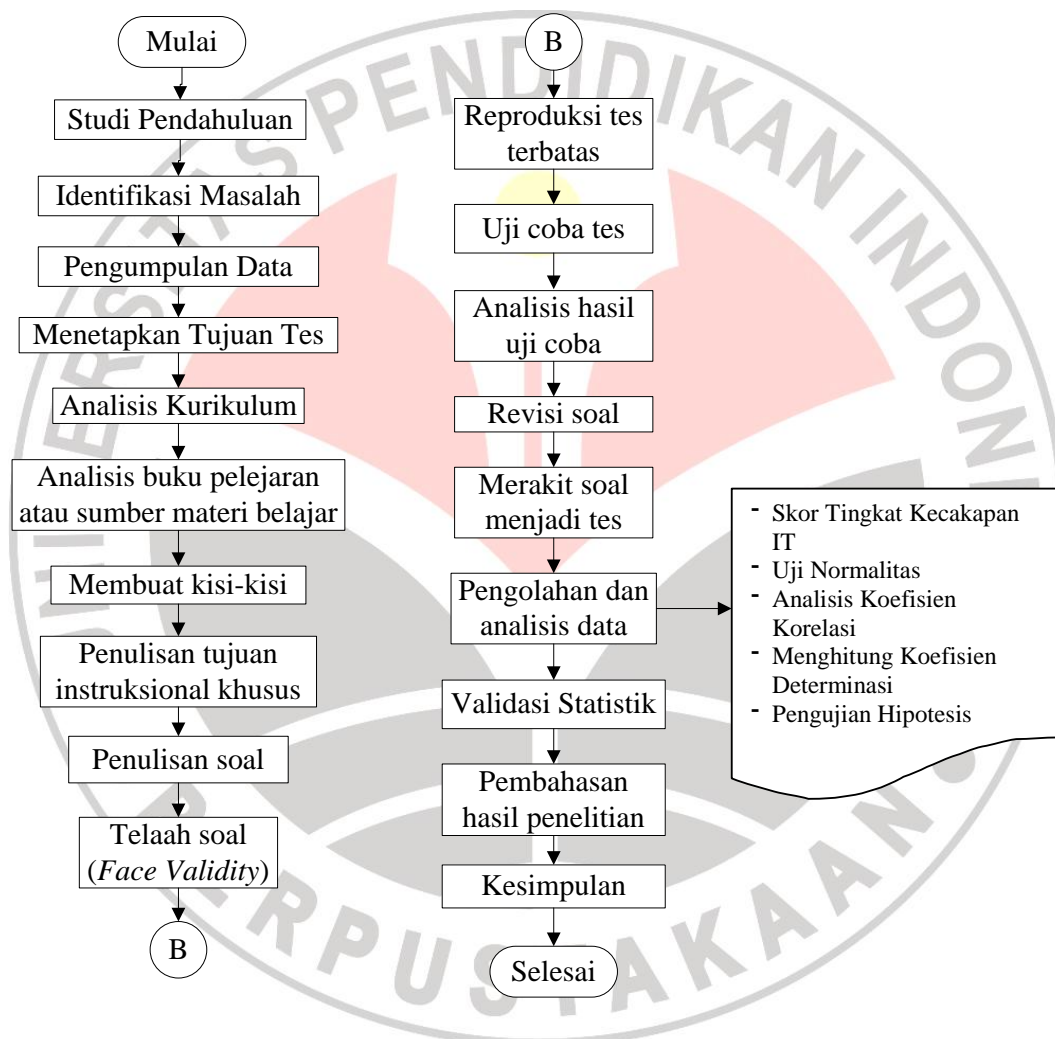 Mulai
Studi Pendahuluan
Identifikasi Masalah
Pengumpulan Data
Menetapkan Tujuan Tes
Analisis Kurikulum
Analisis buku pelejaran
atau sumber materi belajar
Membuat kisi-kisi
Penulisan tujuan
instruksional khusus
Penulisan soal
Telaah soal
(Face Validity)
B
B
Reproduksi tes
terbatas
Uji coba tes
Analisis hasil
uji coba
Revisi soal
Merakit soal
menjadi tes
Pengolahan dan
analisis data
Validasi Statistik
Pembahasan
hasil penelitian
Kesimpulan
Selesai
- Skor Tingkat Kecakapan
IT
- Uji Normalitas
- Analisis Koefisien
Korelasi
- Menghitung Koefisien
Determinasi
- Pengujian Hipotesis
PENDIDIKAN
PERPUSTAKAAN